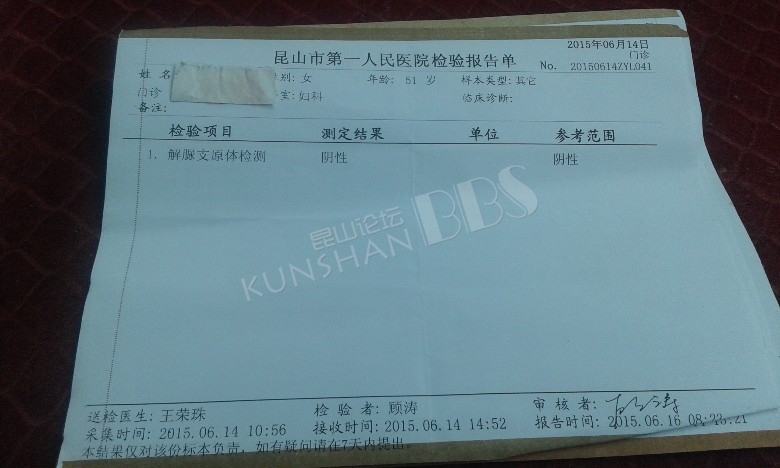 2015年06月14日
昆山市第一人民医院检验报告单
门诊
No. 20150614ZYL041
姓 名 性别: 女 年龄: 51 岁 样本类型: 其它
门诊 室: 妇科 临床诊断:
备注:
检验项目 测定结果 单位 参考范围
1. 解脲支原体检测 阴性 阴性
昆山论坛 BBS
KUNSHAN
送检医生: 王荣珠 检 验 者: 顾涛 审 核 者:
采集时间: 2015.06.14 10:56 接收时间: 2015.06.14 14:52 报告时间: 2015.06.16 08:23:21
本结果仅对该份标本负责, 如有疑问请在7天内提出.